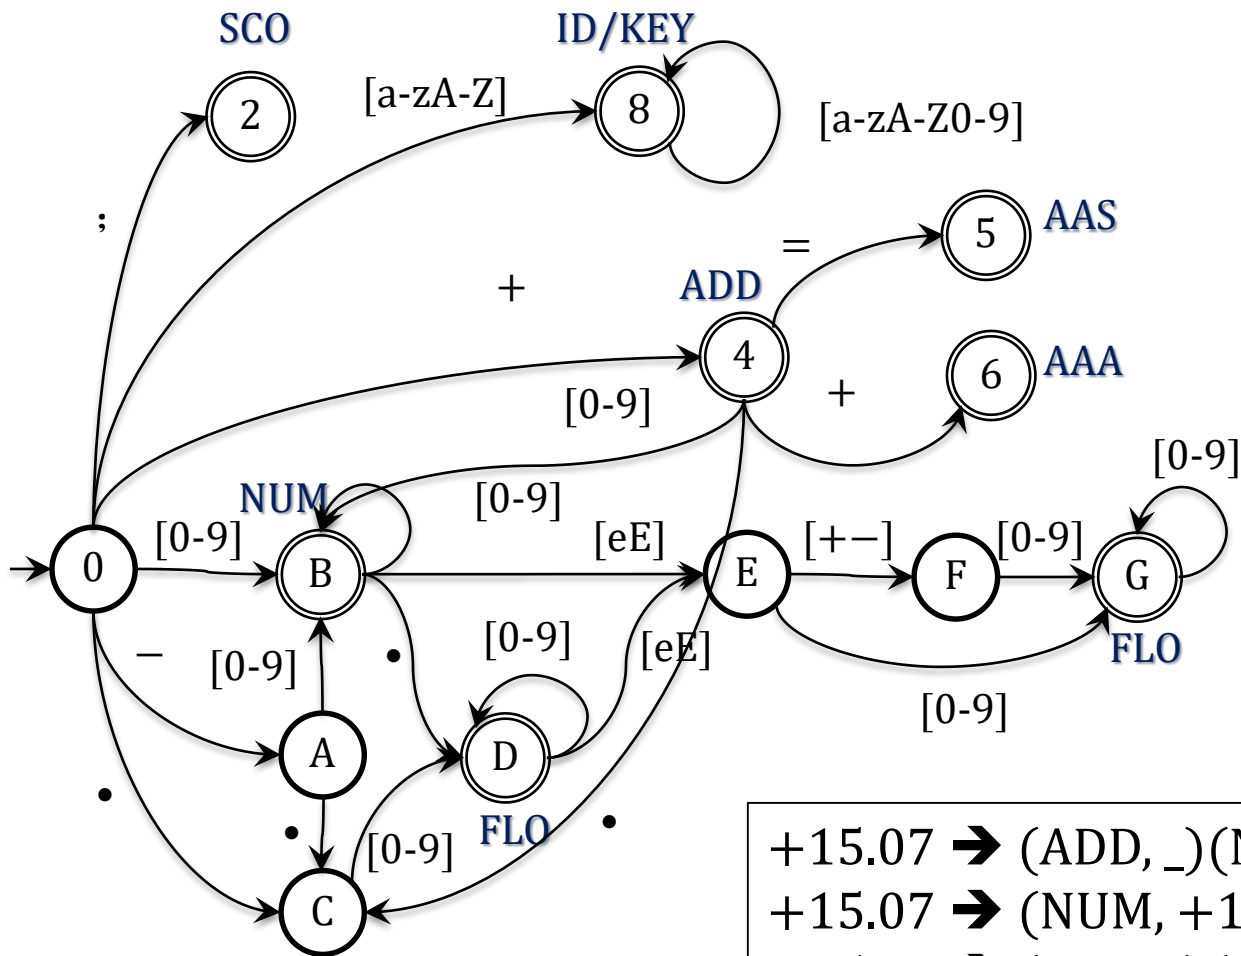 SCO
ID/KEY
2
[a-zA-Z]
8
[a-zA-Z0-9]
;
=
5
AAS
+
ADD
4
+
6
AAA
[0-9]
[0-9]
NUM
[0-9]
0
[0-9]
B
[eE]
E
[+−]
F
[0-9]
G
FLO
−
[0-9]
•
[0-9]
[eE]
[0-9]
A
D
FLO
•
•
[0-9]
•
C
+15.07 ➔ (ADD, _)(N
+15.07 ➔ (NUM, +1